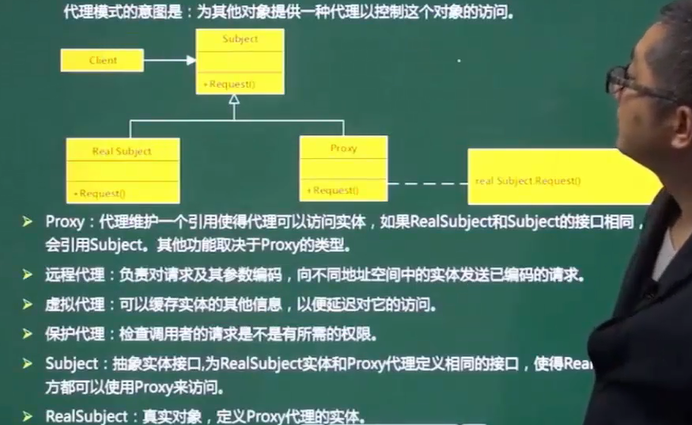 代理模式的意图是：为其他对象提供一种代理以控制这个对象的访问。
Subject
Client
+Request()
Real Subject
Proxy
+Request()
+Request()
real Subject.Request()
Proxy：代理维护一个引用使得代理可以访问实体，如果RealSubject和Subject的接口相同，
会引用Subject。其他功能取决于Proxy的类型。
远程代理：负责对请求及其参数编码，向不同地址空间中的实体发送已编码的请求。
虚拟代理：可以缓存实体的其他信息，以便延迟对它的访问。
保护代理：检查调用者的请求是不是有所需的权限。
Subject：抽象实体接口,为RealSubject实体和Proxy代理定义相同的接口，使得Real
方都可以使用Proxy来访问。
RealSubject：真实对象，定义Proxy代理的实体。